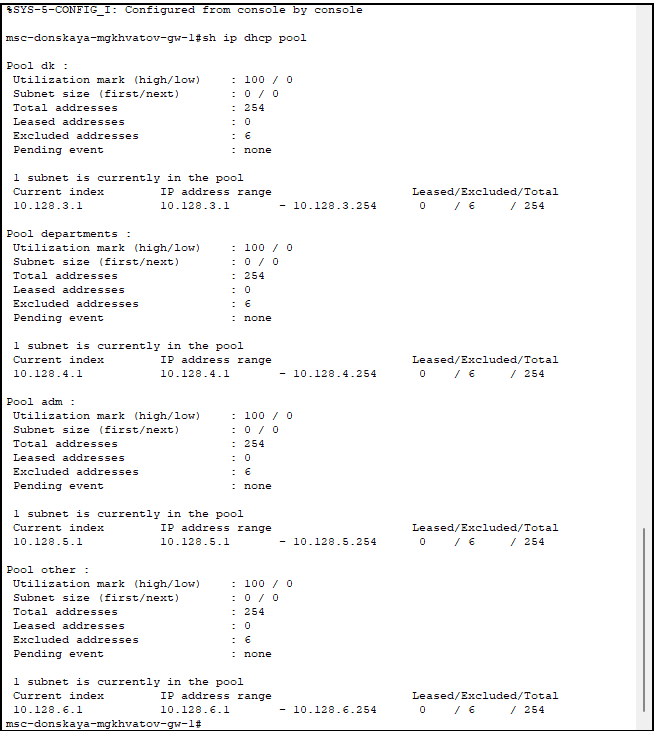 %SYS-5-CONFIG_I: Configured from console by console
msc-donskaya-mgkhvatov-gw-1#sh ip dhcp pool
Pool dk :
Utilization mark (high/low) : 100 / 0
Subnet size (first/next) : 0 / 0
Total addresses : 254
Leased addresses : 0
Excluded addresses : 6
Pending event : none
1 subnet is currently in the pool
Current index IP address range Leased/Excluded/Total
10.128.3.1 10.128.3.1 - 10.128.3.254 0 / 6 / 254
Pool departments :
Utilization mark (high/low) : 100 / 0
Subnet size (first/next) : 0 / 0
Total addresses : 254
Leased addresses : 0
Excluded addresses : 6
Pending event : none
1 subnet is currently in the pool
Current index IP address range Leased/Excluded/Total
10.128.4.1 10.128.4.1 - 10.128.4.254 0 / 6 / 254
Pool adm :
Utilization mark (high/low) : 100 / 0
Subnet size (first/next) : 0 / 0
Total addresses : 254
Leased addresses : 0
Excluded addresses : 6
Pending event : none
1 subnet is currently in the pool
Current index IP address range Leased/Excluded/Total
10.128.5.1 10.128.5.1 - 10.128.5.254 0 / 6 / 254
Pool other :
Utilization mark (high/low) : 100 / 0
Subnet size (first/next) : 0 / 0
Total addresses : 254
Leased addresses : 0
Excluded addresses : 6
Pending event : none
1 subnet is currently in the pool
Current index IP address range Leased/Excluded/Total
10.128.6.1 10.128.6.1 - 10.128.6.254 0 / 6 / 254
msc-donskaya-mgkhvatov-gw-1#